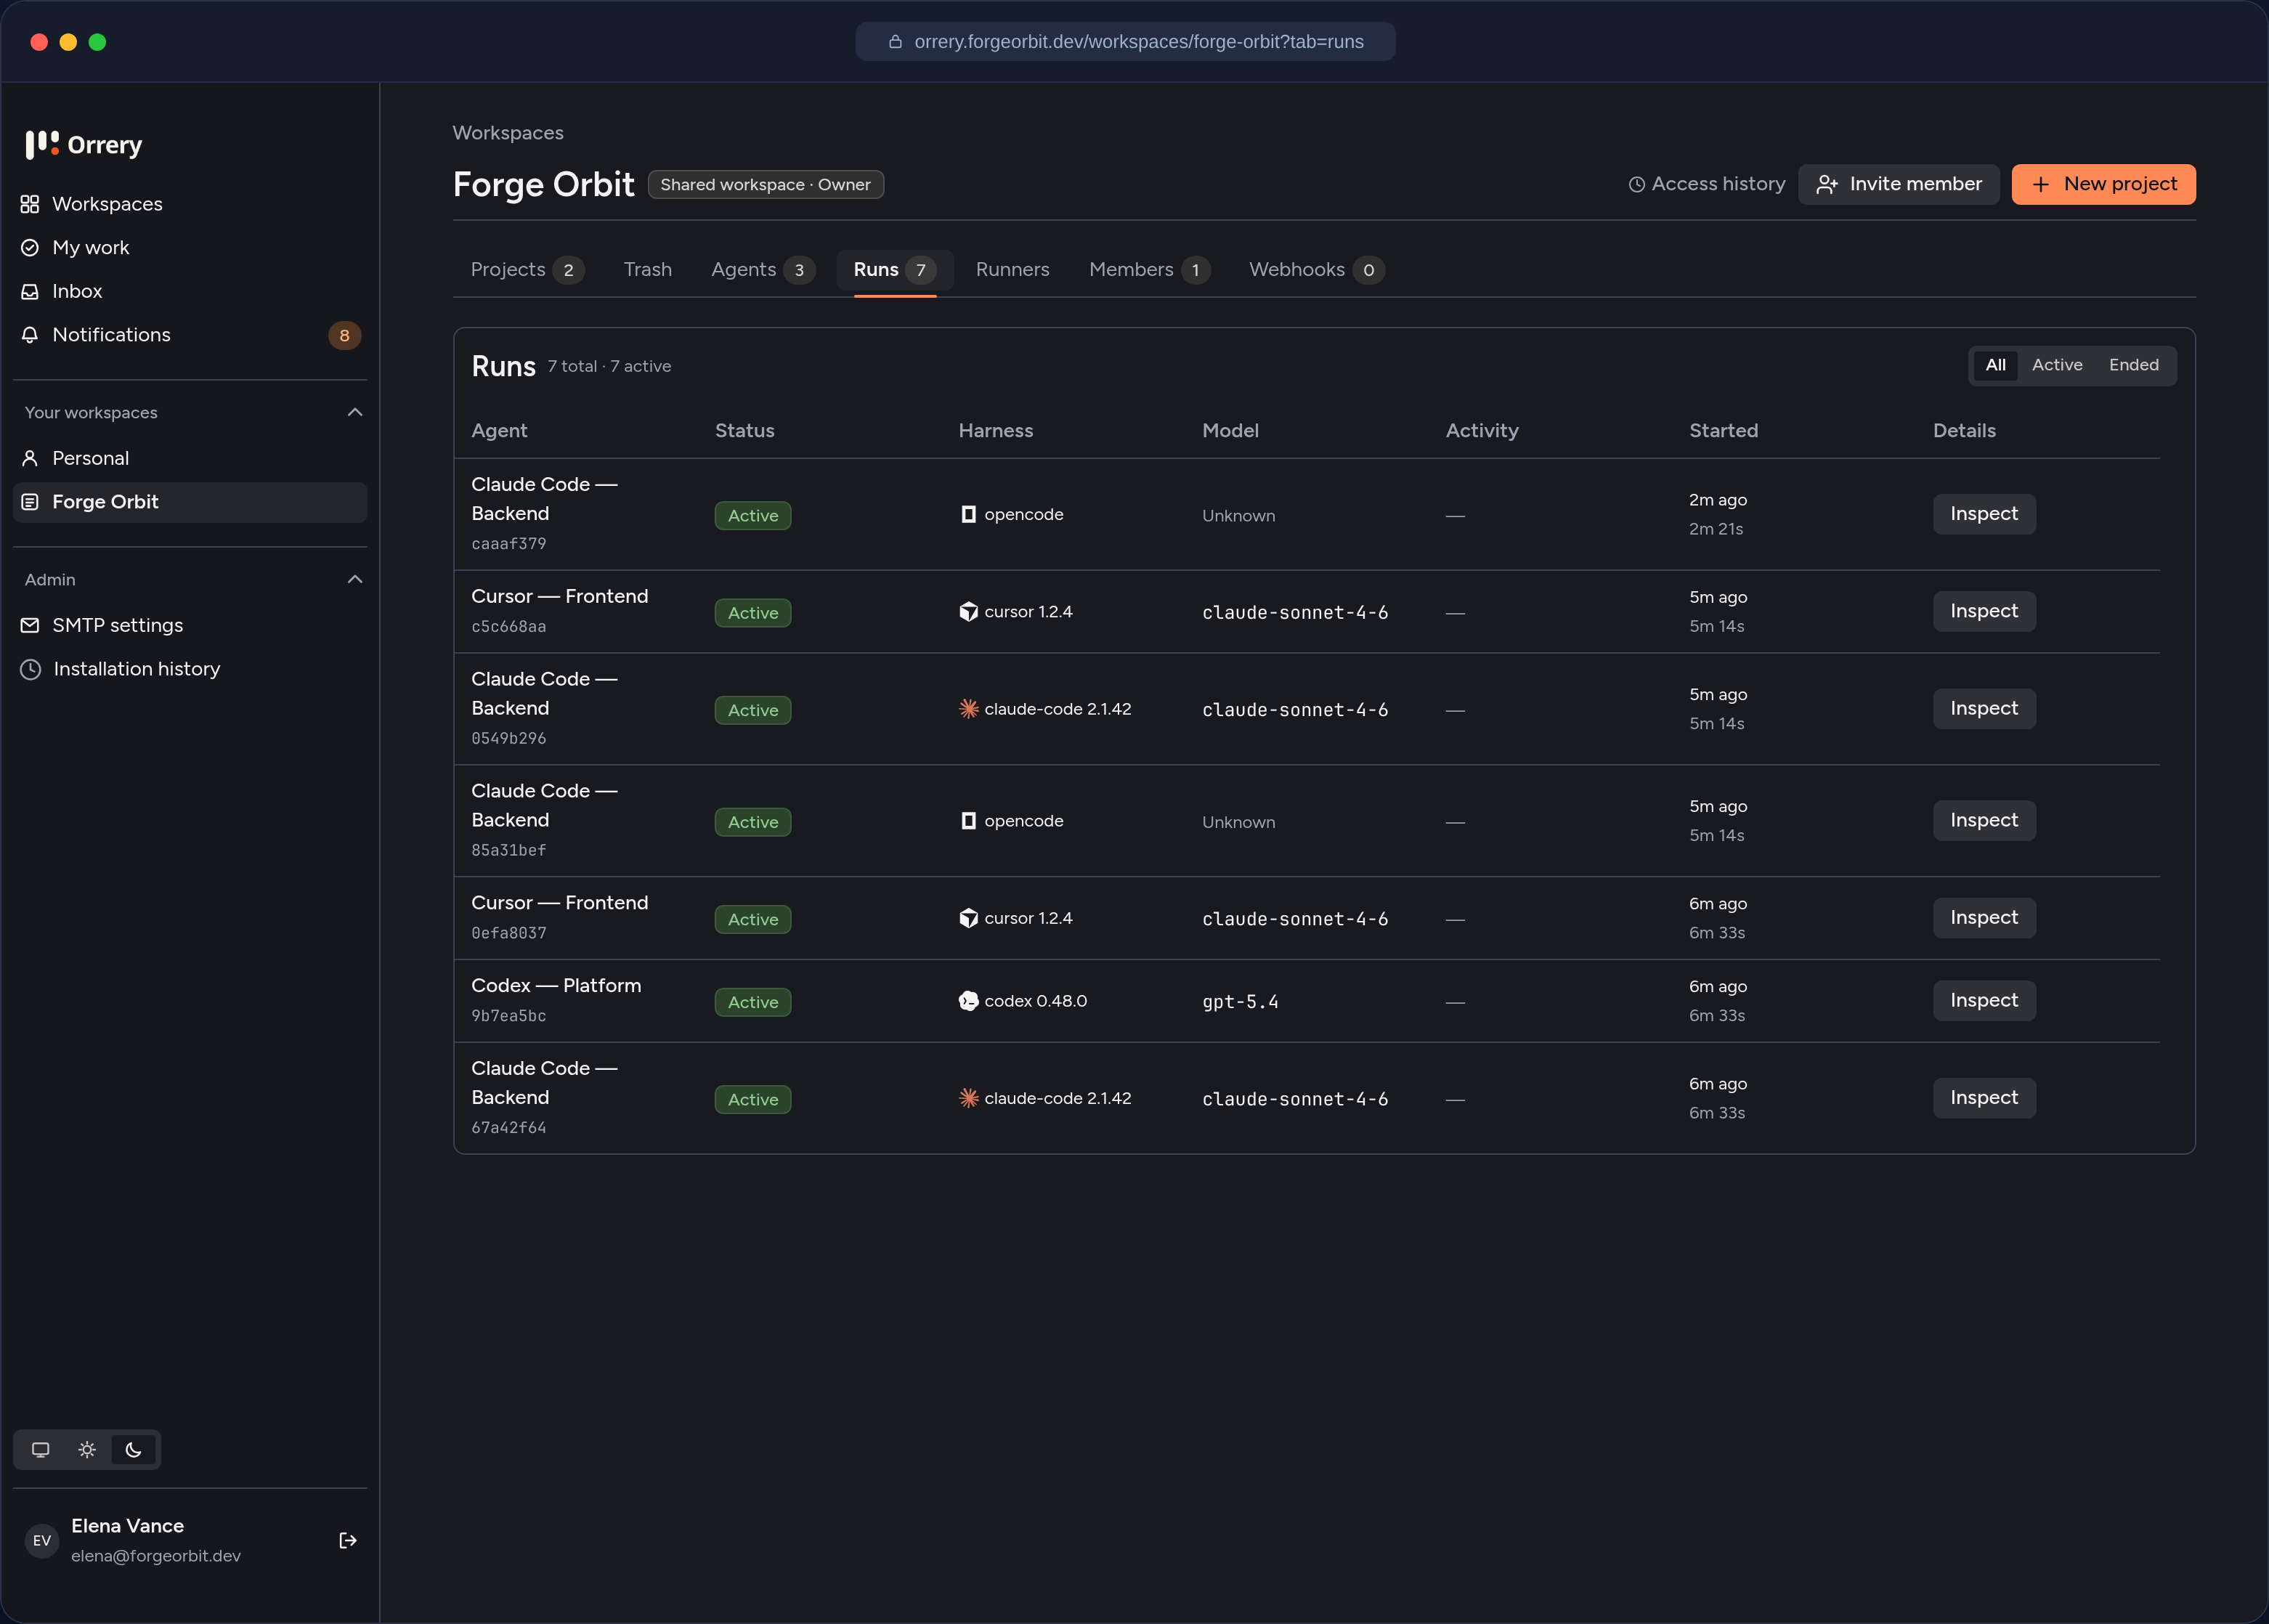 orrery.forgeorbit.dev/workspaces/forge-orbit?tab=runs
Orrery
Workspaces
My work
Inbox
Notifications 8
Your workspaces
Personal
Forge Orbit
Admin
SMTP settings
Installation history
EV
Elena Vance
elena@forgeorbit.dev
Workspaces
Forge Orbit Shared workspace · Owner Access history Invite member New project
Projects 2 Trash Agents 3 Runs 7 Runners Members 1 Webhooks 0
Runs 7 total · 7 active All Active Ended
Agent Status Harness Model Activity Started Details
Claude Code —
Backend
caaaf379
Active opencode Unknown — 2m ago
2m 21s
Inspect
Cursor — Frontend
c5c668aa
Active cursor 1.2.4 claude-sonnet-4-6 — 5m ago
5m 14s
Inspect
Claude Code —
Backend
0549b296
Active claude-code 2.1.42 claude-sonnet-4-6 — 5m ago
5m 14s
Inspect
Claude Code —
Backend
85a31bef
Active opencode Unknown — 5m ago
5m 14s
Inspect
Cursor — Frontend
0efa8037
Active cursor 1.2.4 claude-sonnet-4-6 — 6m ago
6m 33s
Inspect
Codex — Platform
9b7ea5bc
Active codex 0.48.0 gpt-5.4 — 6m ago
6m 33s
Inspect
Claude Code —
Backend
67a42f64
Active claude-code 2.1.42 claude-sonnet-4-6 — 6m ago
6m 33s
Inspect